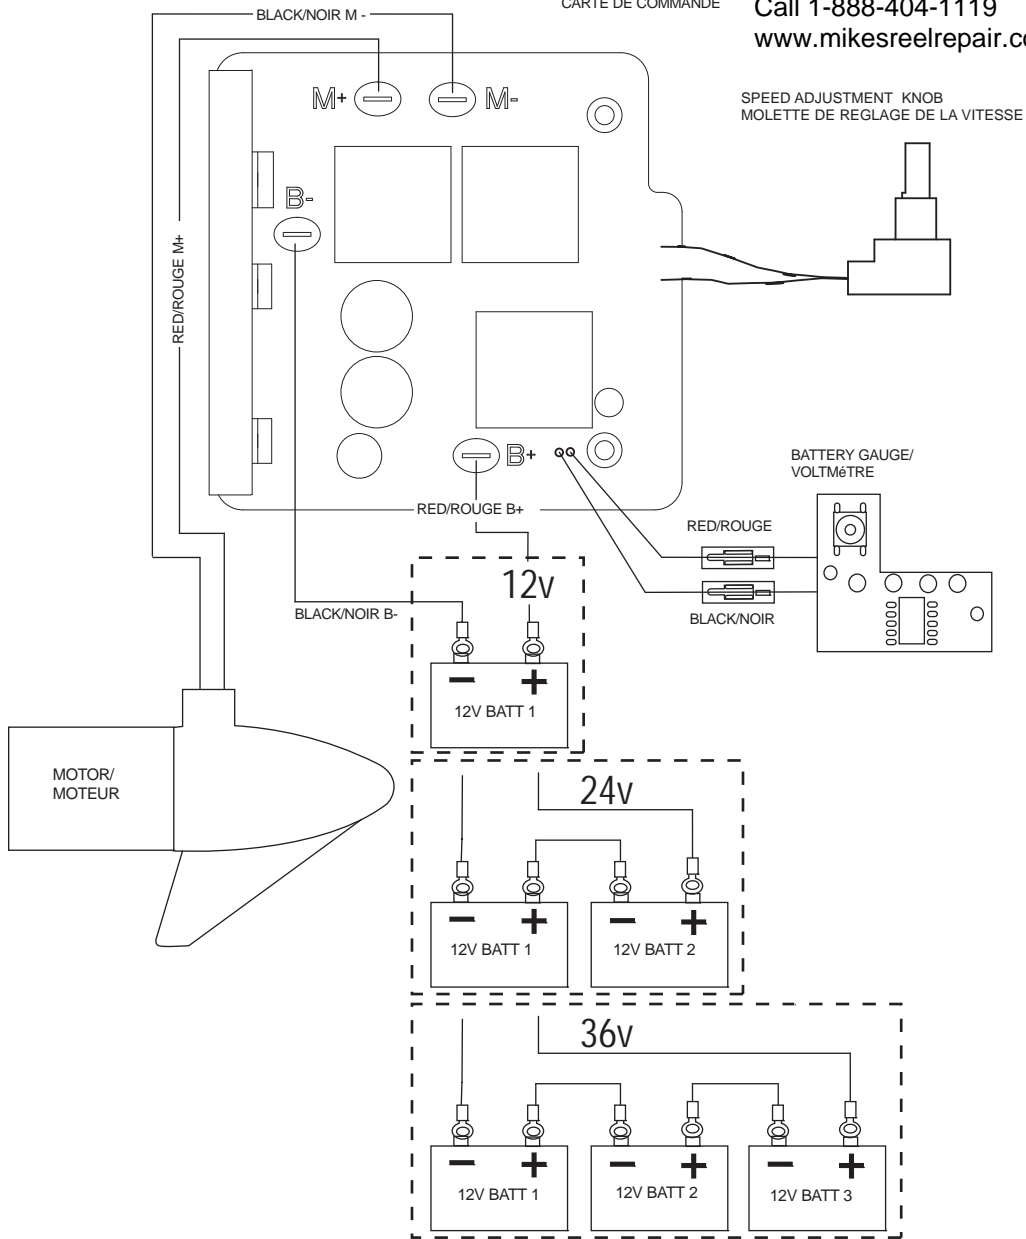 CARTE DE COMMANDE
Call 1-888-404-1119
www.mikesreelrepair.co
BLACK/NOIR M -
M+
M-
SPEED ADJUSTMENT KNOB
MOLETTE DE REGLAGE DE LA VITESSE
B-
RED/ROUGE M+
B+
BATTERY GAUGE/
VOLTMéTRE
RED/ROUGE B+
RED/ROUGE
BLACK/NOIR
BLACK/NOIR B-
12v
- +
12V BATT 1
MOTOR/
MOTEUR
24v
- + - +
12V BATT 1 12V BATT 2
36v
- + - + - +
12V BATT 1 12V BATT 2 12V BATT 3